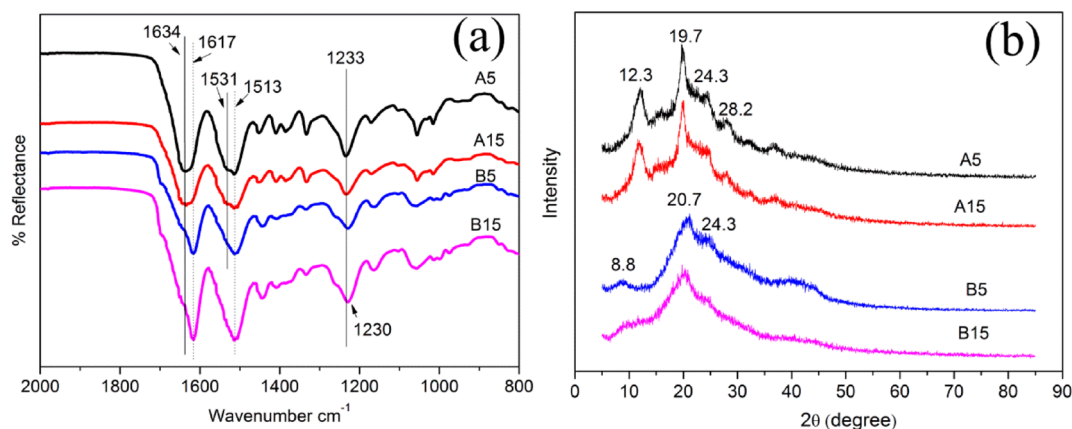 (a)
1634
1617
1531
1513
1233
A5
A15
B5
B15
1230
% Reflectance
2000 1800 1600 1400 1200 1000 800
Wavenumber cm⁻¹
(b)
19.7
12.3
24.3
28.2
A5
A15
20.7
24.3
8.8
B5
B15
Intensity
0 10 20 30 40 50 60 70 80 90
2θ (degree)